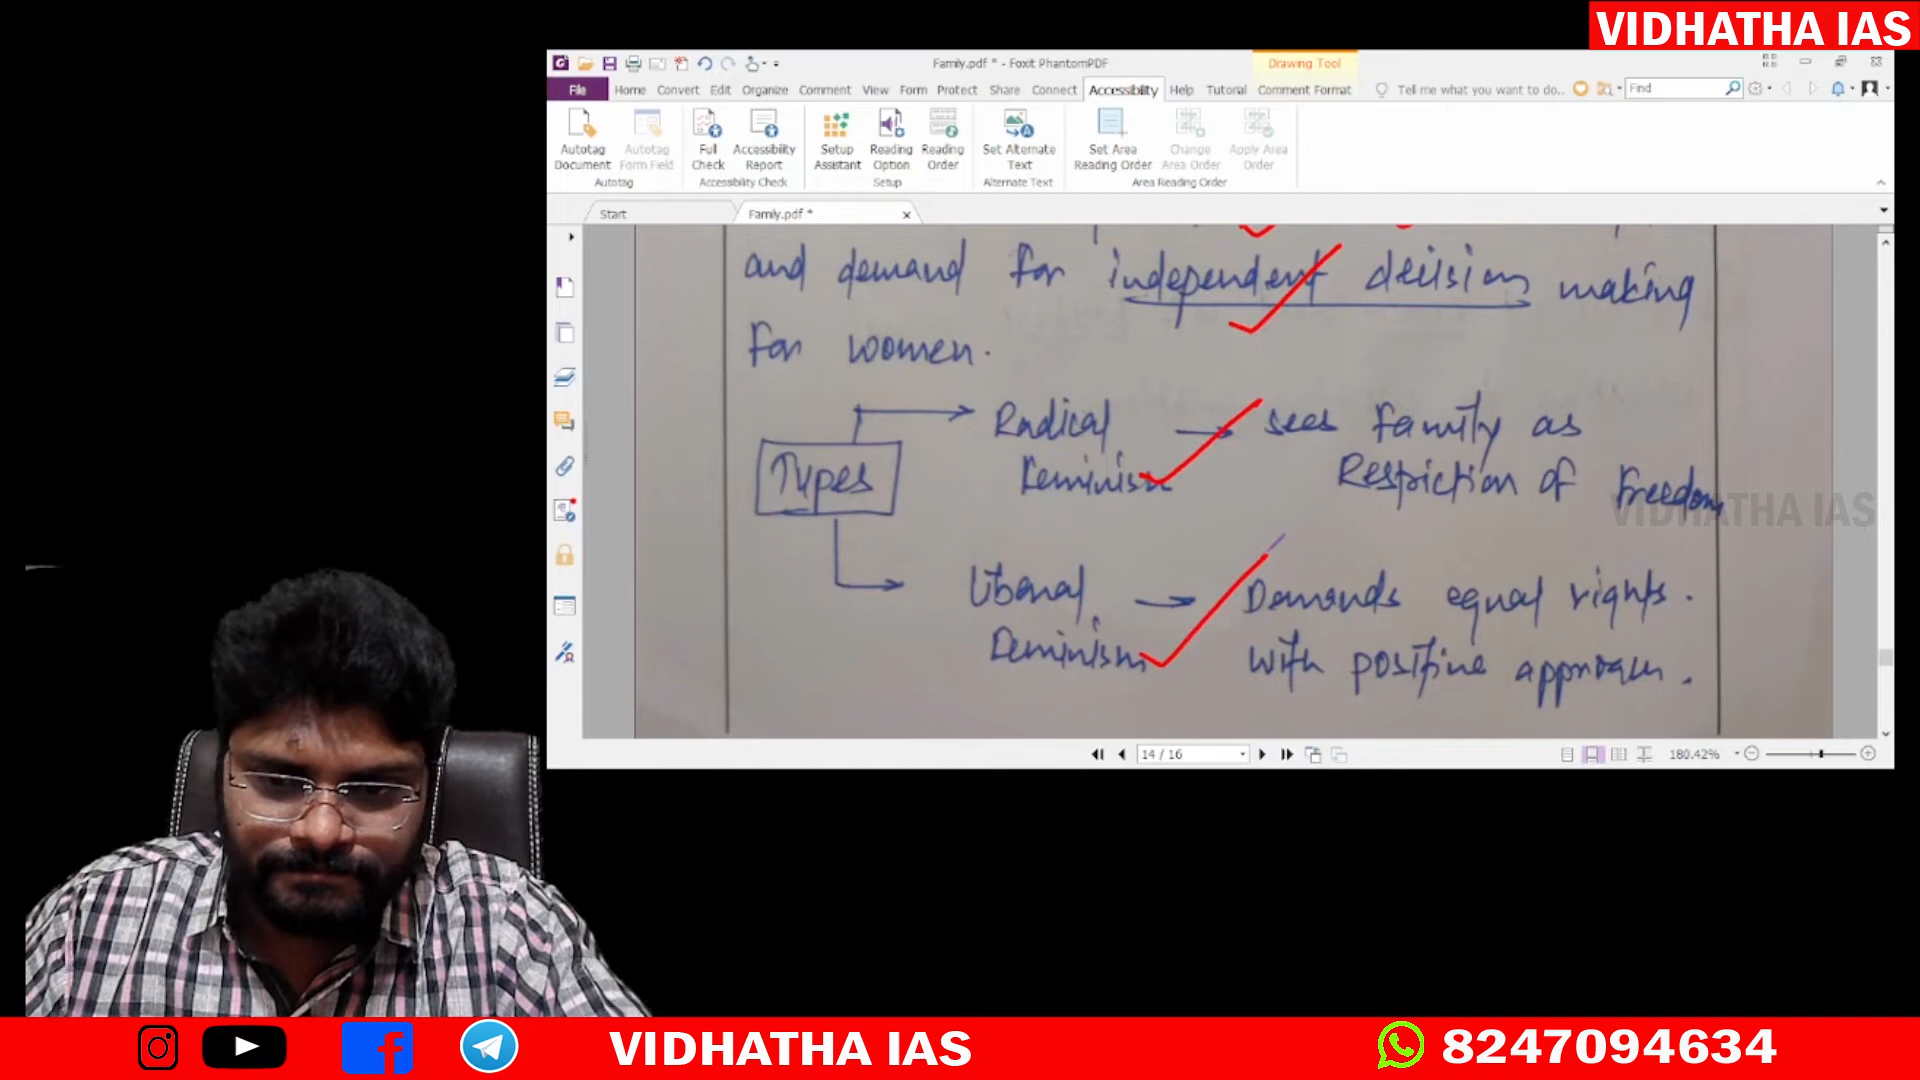 VIDHATHA IAS
Family.pdf * - Foxit PhantomPDF
Drawing Tool
File Home Convert Edit Organize Comment View Form Protect Share Connect Accessibility Help Tutorial Comment Format Tell me what you want to do.. Find
Autotag Document
Autotag Form Field
Full Check
Accessibility Report
Setup Assistant
Reading Option
Reading Order
Set Alternate Text
Set Area Reading Order
Change Area Order
Apply Area Order
Autotag Accessibility Check Setup Alternate Text Area Reading Order
Start Family.pdf *
and demand for independent decision making
for women.
Radical → sees family as
Feminism Restriction of Freedom
Types
VIDHATHA IAS
Liberal → Demands equal rights.
Feminism with positive approach.
14 / 16 180.42%
VIDHATHA IAS 8247094634